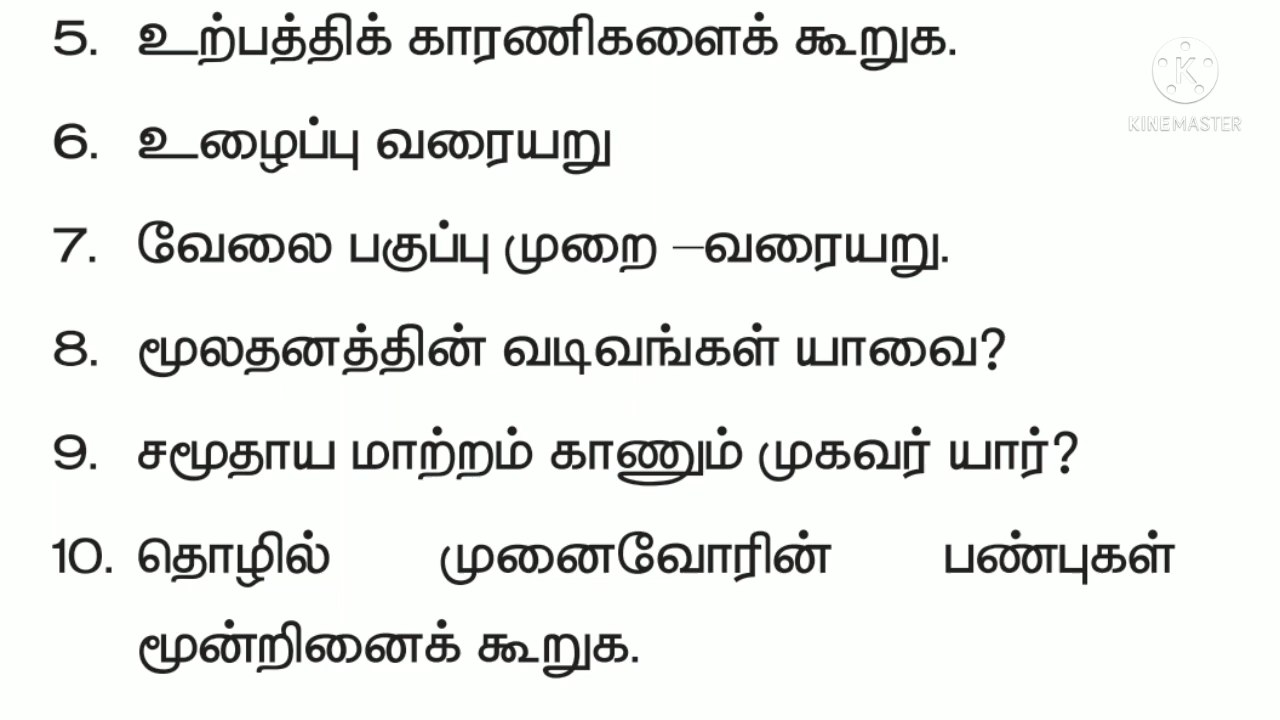 5. உற்பத்திக் காரணிகளைக் கூறுக.
K
KINEMASTER
6. உழைப்பு வரையறு
7. வேலை பகுப்பு முறை –வரையறு.
8. மூலதனத்தின் வடிவங்கள் யாவை?
9. சமூதாய மாற்றம் காணும் முகவர் யார்?
10. தொழில் முனைவோரின் பண்புகள்
மூன்றினைக் கூறுக.